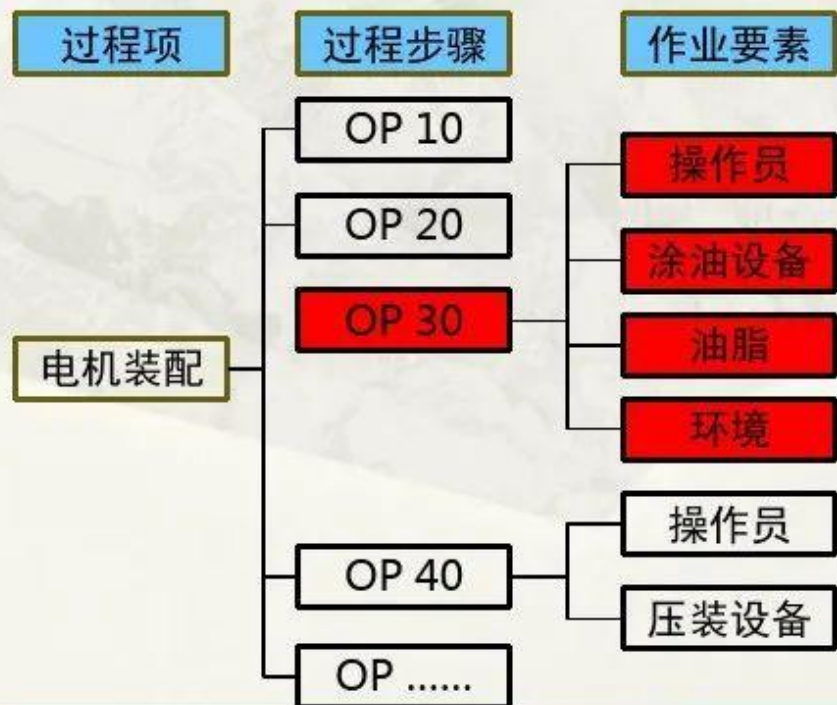 过程项
过程步骤
作业要素
OP 10
OP 20
OP 30
操作员
涂油设备
油脂
环境
电机装配
OP 40
操作员
压装设备
OP ......